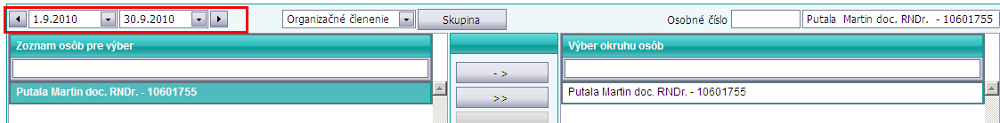 1.9.2010 30.9.2010 Organizačné členenie Skupina Osobné číslo Putala Martin doc. RNDr. - 10601755
Zoznam osôb pre výber
Výber okruhu osôb
- >
Putala Martin doc. RNDr. - 10601755
>>
Putala Martin doc. RNDr. - 10601755